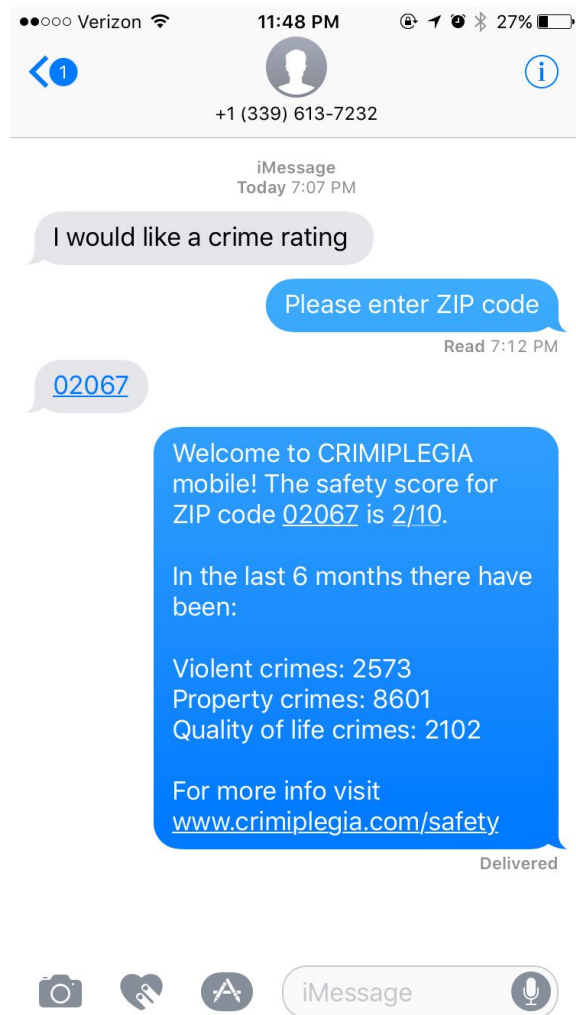 Verizon 11:48 PM 27%
1
+1 (339) 613-7232
iMessage
Today 7:07 PM
I would like a crime rating
Please enter ZIP code
Read 7:12 PM
02067
Welcome to CRIMIPLEGIA
mobile! The safety score for
ZIP code 02067 is 2/10.
In the last 6 months there have
been:
Violent crimes: 2573
Property crimes: 8601
Quality of life crimes: 2102
For more info visit
www.crimiplegia.com/safety
Delivered
iMessage